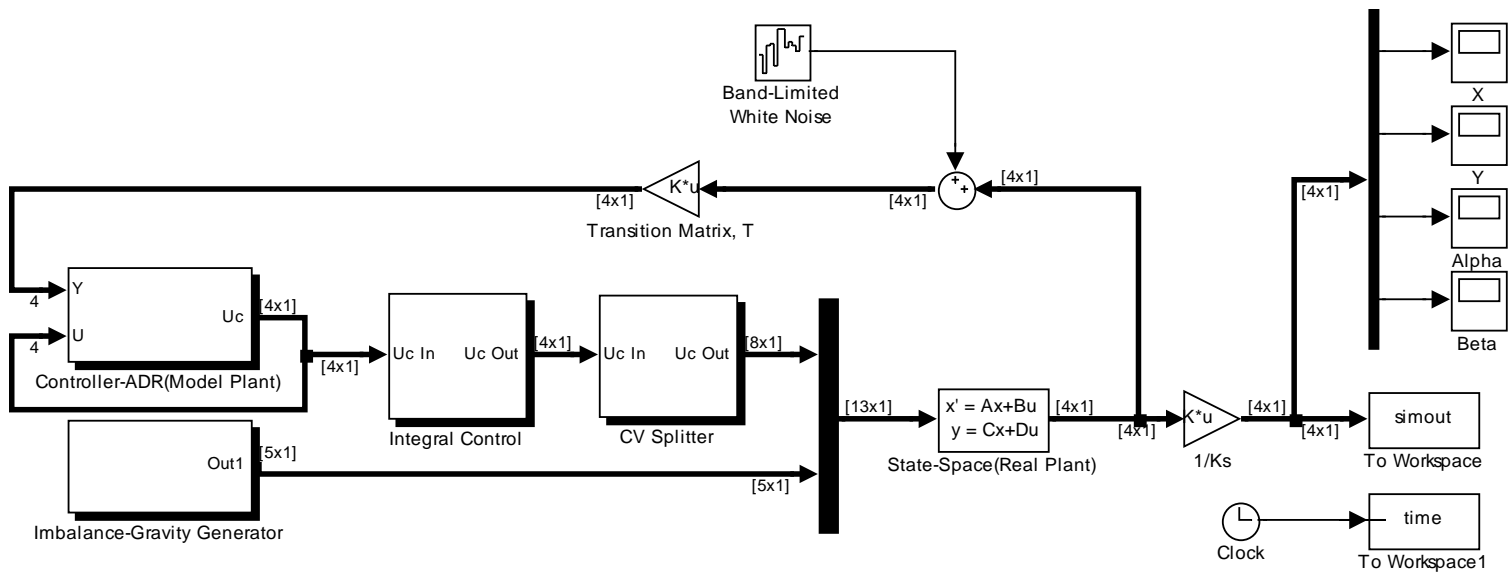 Band-Limited
White Noise
X
Y
Alpha
Beta
[4x1]
K*u
[4x1]
+
+
[4x1]
[4x1]
Transition Matrix, T
4
Y
U
4
Uc
[4x1]
Controller-ADR(Model Plant)
[4x1]
Uc In
Uc Out
Integral Control
[4x1]
Uc In
Uc Out
CV Splitter
[8x1]
Out1
[5x1]
[5x1]
Imbalance-Gravity Generator
[13x1]
x' = Ax+Bu
y = Cx+Du
State-Space(Real Plant)
[4x1]
[4x1]
K*u
1/Ks
[4x1]
[4x1]
simout
To Workspace
Clock
time
To Workspace1